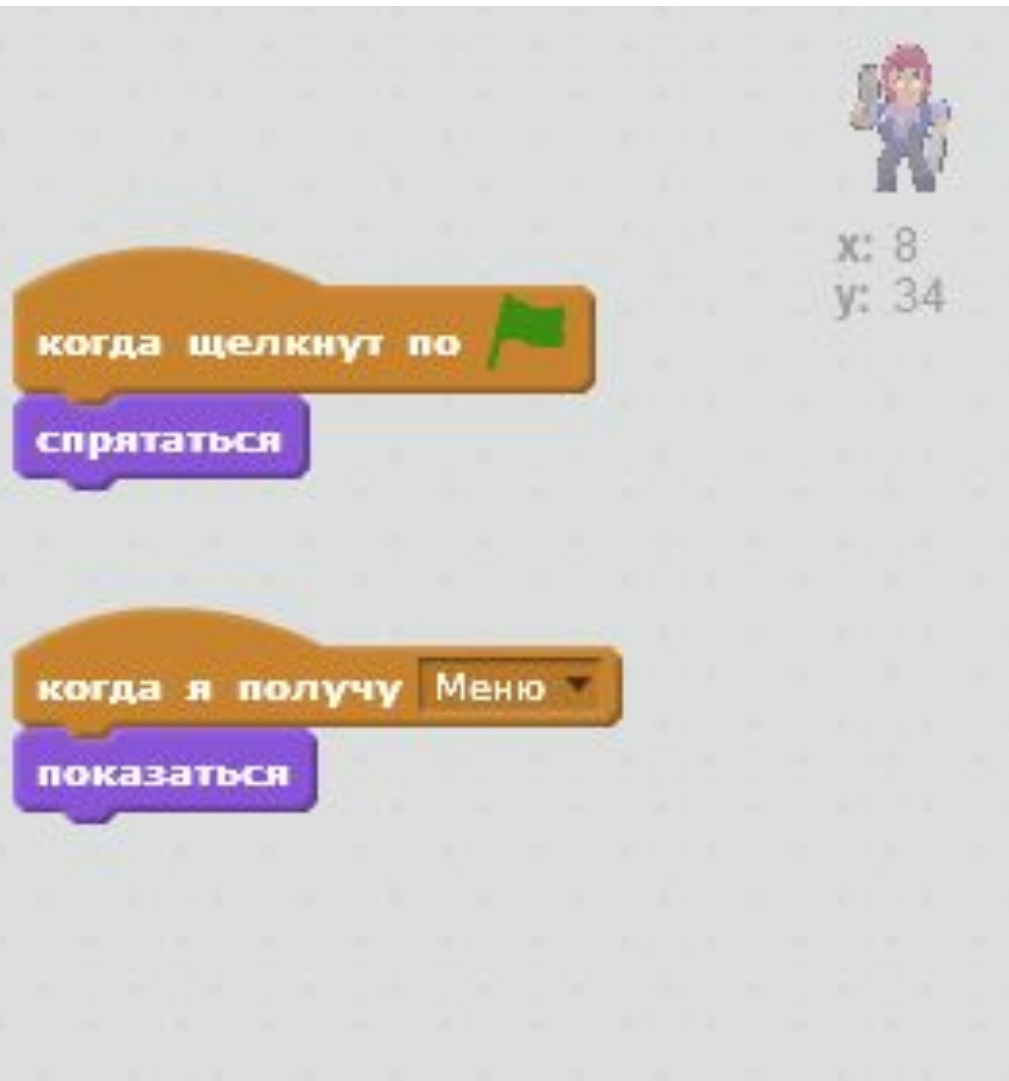 x: 8
y: 34
когда щелкнут по
спрятаться
когда я получу Меню
показаться